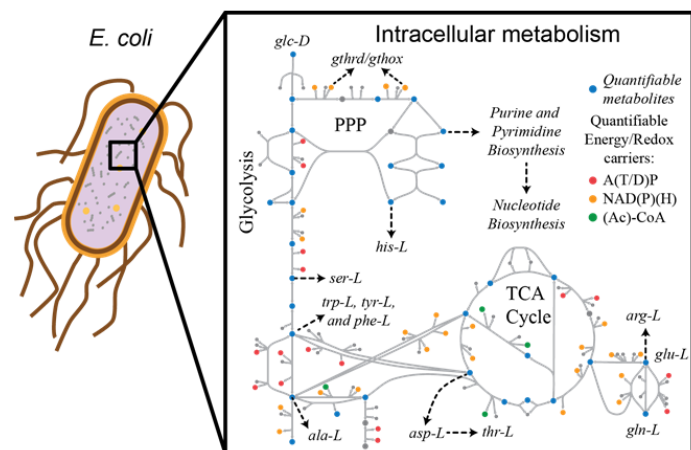 E. coli
Intracellular metabolism
glc-D
gthrd/gthox
PPP
Glycolysis
Purine and
Pyrimidine
Biosynthesis
Nucleotide
Biosynthesis
Quantifiable
metabolites
Quantifiable
Energy/Redox
carriers:
A(T/D)P
NAD(P)(H)
(Ac)-CoA
his-L
ser-L
trp-L, tyr-L,
and phe-L
TCA
Cycle
arg-L
glu-L
ala-L
asp-L
thr-L
gln-L